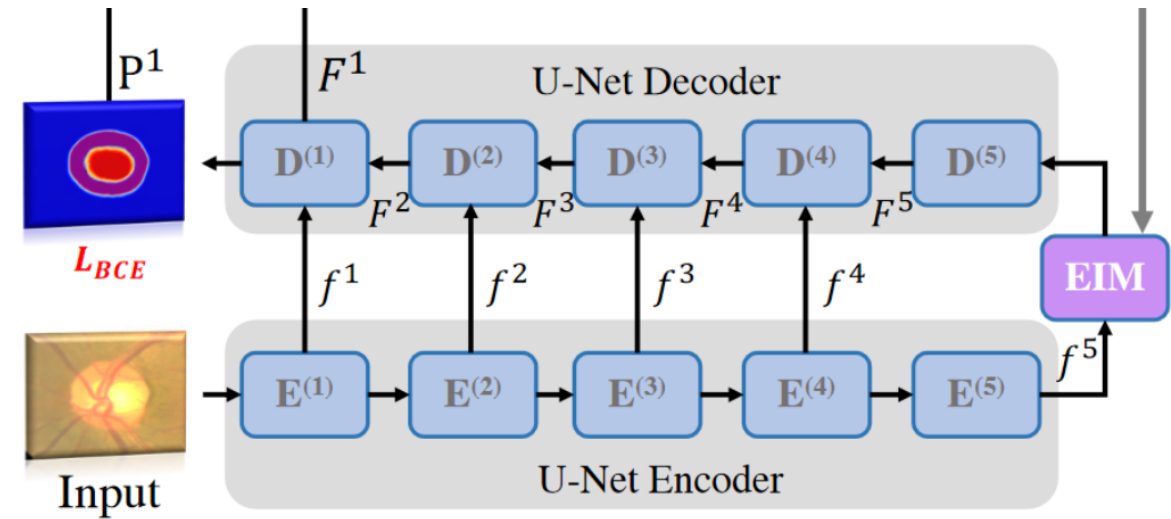 P¹
F¹
U-Net Decoder
D⁽¹⁾ D⁽²⁾ D⁽³⁾ D⁽⁴⁾ D⁽⁵⁾
F² F³ F⁴ F⁵
L_BCE
f¹ f² f³ f⁴
EIM
f⁵
E⁽¹⁾ E⁽²⁾ E⁽³⁾ E⁽⁴⁾ E⁽⁵⁾
Input
U-Net Encoder